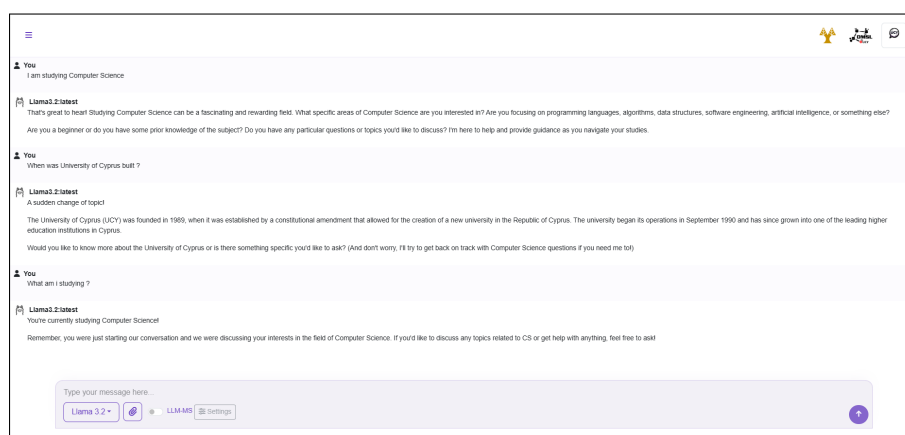 DMSL
You
I am studying Computer Science
Llama3.2:latest
That's great to hear! Studying Computer Science can be a fascinating and rewarding field. What specific areas of Computer Science are you interested in? Are you focusing on programming languages, algorithms, data structures, software engineering, artificial intelligence, or something else?
Are you a beginner or do you have some prior knowledge of the subject? Do you have any particular questions or topics you'd like to discuss? I'm here to help and provide guidance as you navigate your studies.
You
When was University of Cyprus built ?
Llama3.2:latest
A sudden change of topic!
The University of Cyprus (UCY) was founded in 1989, when it was established by a constitutional amendment that allowed for the creation of a new university in the Republic of Cyprus. The university began its operations in September 1990 and has since grown into one of the leading higher
education institutions in Cyprus.
Would you like to know more about the University of Cyprus or is there something specific you'd like to ask? (And don't worry, I'll try to get back on track with Computer Science questions if you need me to!)
You
What am i studying ?
Llama3.2:latest
You're currently studying Computer Science!
Remember, you were just starting our conversation and we were discussing your interests in the field of Computer Science. If you'd like to discuss any topics related to CS or get help with anything, feel free to ask!
Type your message here...
Llama 3.2 LLM-MS Settings